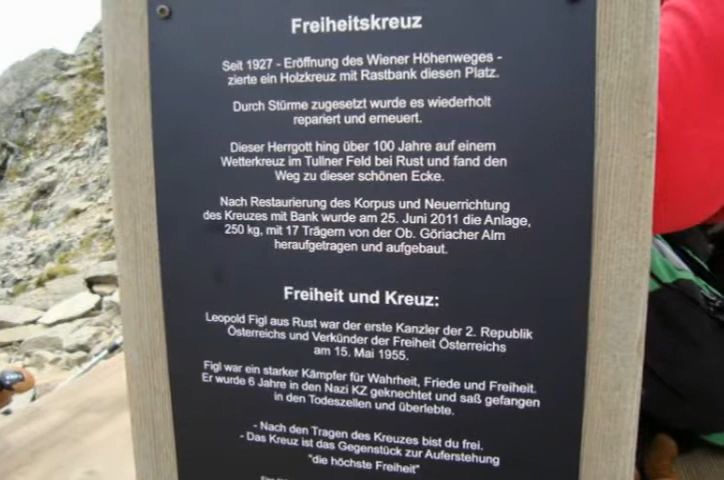 Freiheitskreuz
Seit 1927 - Eröffnung des Wiener Höhenweges -
zierte ein Holzkreuz mit Rastbank diesen Platz.
Durch Stürme zugesetzt wurde es wiederholt
repariert und erneuert.
Dieser Herrgott hing über 100 Jahre auf einem
Wetterkreuz im Tullner Feld bei Rust und fand den
Weg zu dieser schönen Ecke.
Nach Restaurierung des Korpus und Neuerrichtung
des Kreuzes mit Bank wurde am 25. Juni 2011 die Anlage,
250 kg, mit 17 Trägern von der Ob. Göriacher Alm
heraufgetragen und aufgebaut.
Freiheit und Kreuz:
Leopold Figl aus Rust war der erste Kanzler der 2. Republik
Österreichs und Verkünder der Freiheit Österreichs
am 15. Mai 1955.
Figl war ein starker Kämpfer für Wahrheit, Friede und Freiheit.
Er wurde 6 Jahre in den Nazi KZ geknechtet und saß gefangen
in den Todeszellen und überlebte.
- Nach den Tragen des Kreuzes bist du frei.
- Das Kreuz ist das Gegenstück zur Auferstehung
"die höchste Freiheit"